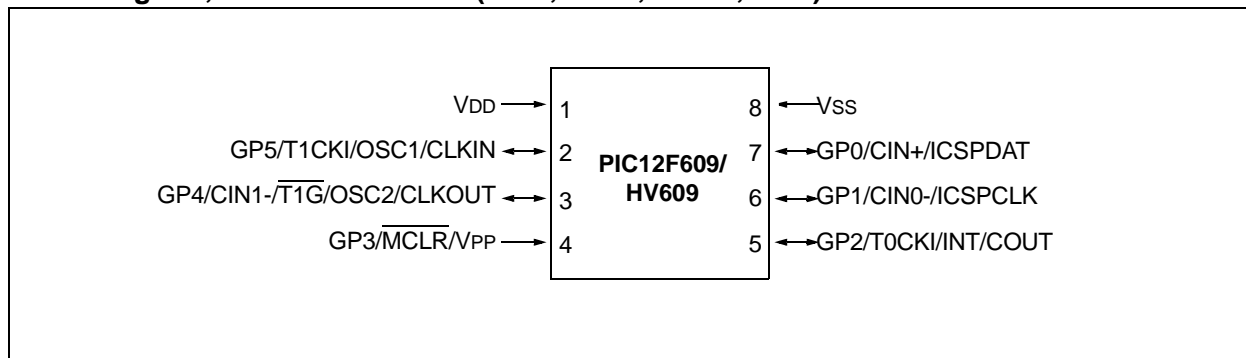 VDD
1
GP5/T1CKI/OSC1/CLKIN
2
GP4/CIN1-/T1G/OSC2/CLKOUT
3
GP3/MCLR/VPP
4
PIC12F609/
HV609
8
VSS
7
GP0/CIN+/ICSPDAT
6
GP1/CIN0-/ICSPCLK
5
GP2/T0CKI/INT/COUT